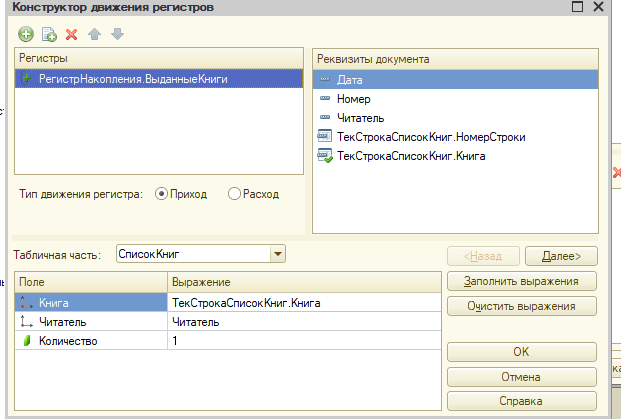 Конструктор движения регистров
Регистры
РегистрНакопления.ВыданныеКниги
Реквизиты документа
Дата
Номер
Читатель
ТекСтрокаСписокКниг.НомерСтроки
ТекСтрокаСписокКниг.Книга
Тип движения регистра: Приход Расход
Табличная часть: СписокКниг
<Назад Далее>
Поле Выражение
Книга ТекСтрокаСписокКниг.Книга
Читатель Читатель
Количество 1
Заполнить выражения
Очистить выражения
OK
Отмена
Справка